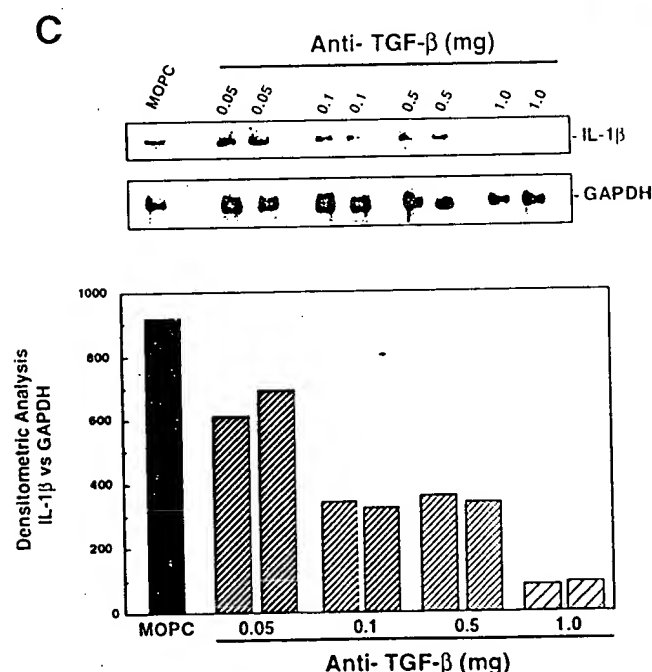 C
Anti- TGF-β (mg)
MOPC 0.05 0.05 0.1 0.1 0.5 0.5 1.0 1.0
- IL-1β
- GAPDH
Densitometric Analysis
IL-1β vs GAPDH
1000
800
600
400
200
0
MOPC 0.05 0.1 0.5 1.0
Anti- TGF-β (mg)